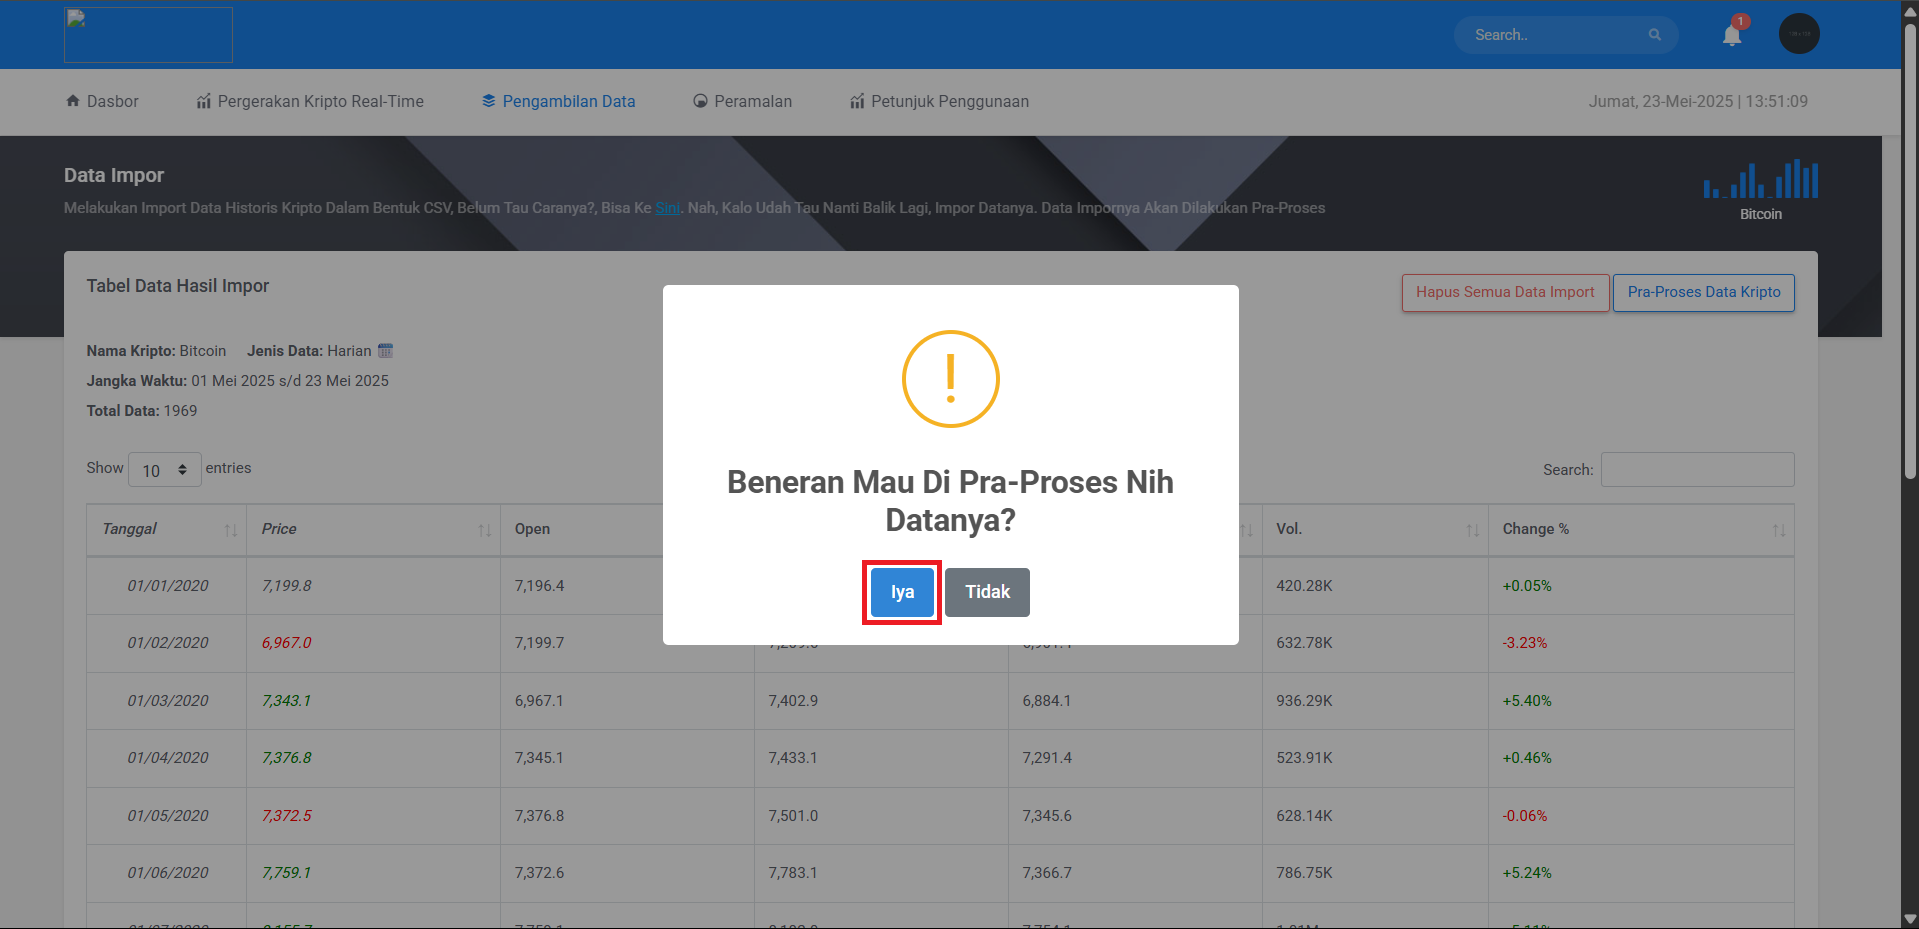 Search..
1
Dasbor
Pergerakan Kripto Real-Time
Pengambilan Data
Peramalan
Petunjuk Penggunaan
Jumat, 23-Mei-2025 | 13:51:09
Data Impor
Melakukan Import Data Historis Kripto Dalam Bentuk CSV, Belum Tau Caranya?, Bisa Ke Sini. Nah, Kalo Udah Tau Nanti Balik Lagi, Impor Datanya. Data Impornya Akan Dilakukan Pra-Proses
Bitcoin
Tabel Data Hasil Impor
Hapus Semua Data Import
Pra-Proses Data Kripto
Nama Kripto: Bitcoin Jenis Data: Harian
Jangka Waktu: 01 Mei 2025 s/d 23 Mei 2025
Total Data: 1969
Show 10 entries
Search:
Beneran Mau Di Pra-Proses Nih
Datanya?
Iya
Tidak
Tanggal Price Open Vol. Change %
01/01/2020 7,199.8 7,196.4 420.28K +0.05%
01/02/2020 6,967.0 7,199.7 632.78K -3.23%
01/03/2020 7,343.1 6,967.1 7,402.9 6,884.1 936.29K +5.40%
01/04/2020 7,376.8 7,345.1 7,433.1 7,291.4 523.91K +0.46%
01/05/2020 7,372.5 7,376.8 7,501.0 7,345.6 628.14K -0.06%
01/06/2020 7,759.1 7,372.6 7,783.1 7,366.7 786.75K +5.24%